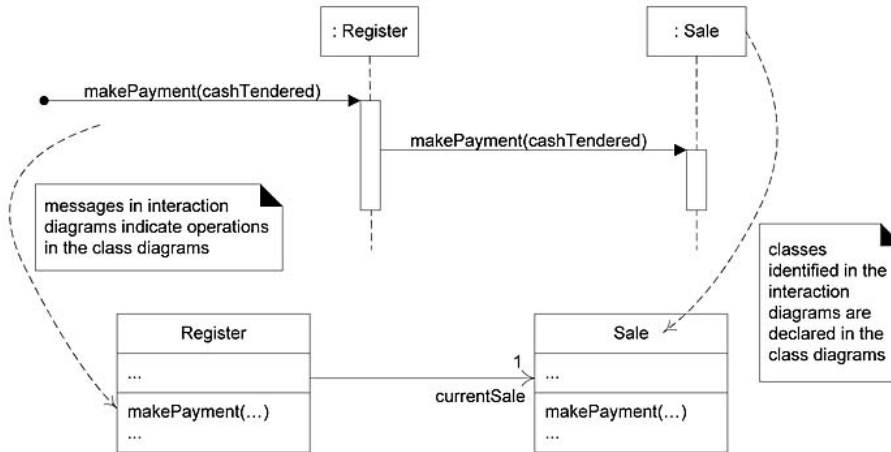 : Register
: Sale
makePayment(cashTendered)
makePayment(cashTendered)
messages in interaction
diagrams indicate operations
in the class diagrams
classes
identified in the
interaction
diagrams are
declared in the
class diagrams
Register
...
makePayment(...)
...
1
currentSale
Sale
...
makePayment(...)
...